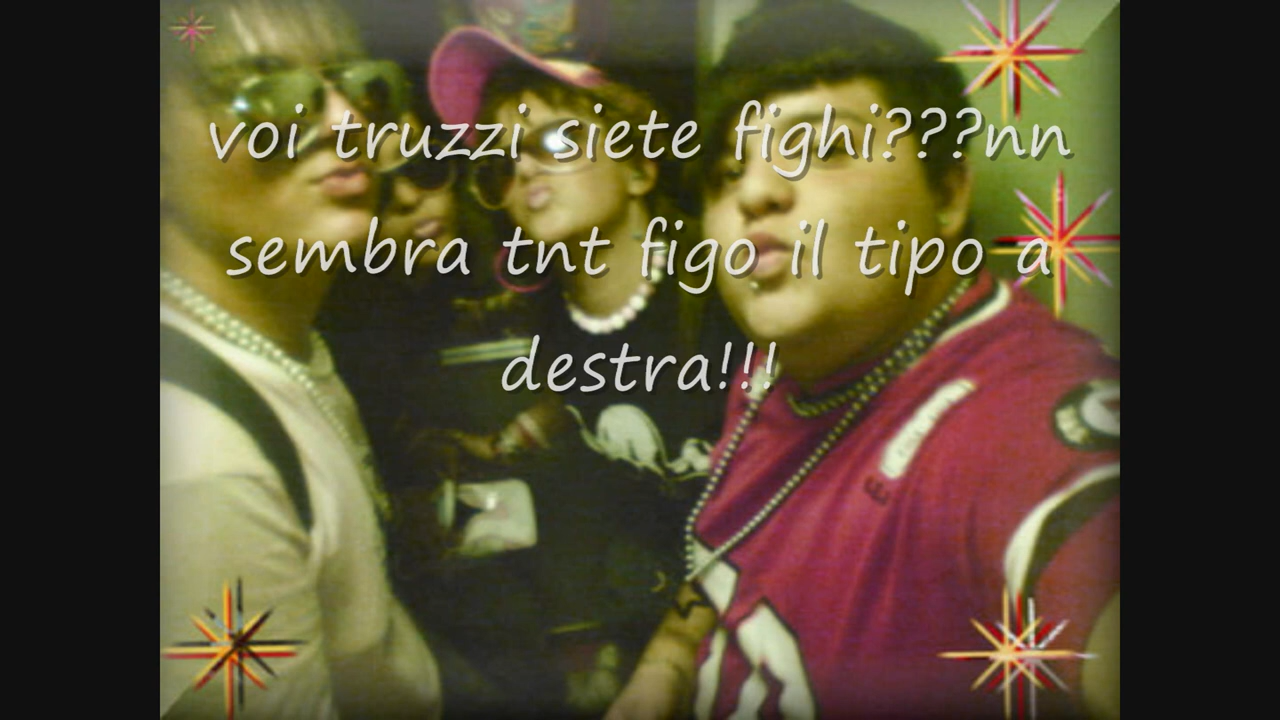 voi truzzi siete fighi???nn
sembra tnt figo il tipo a
destra!!!